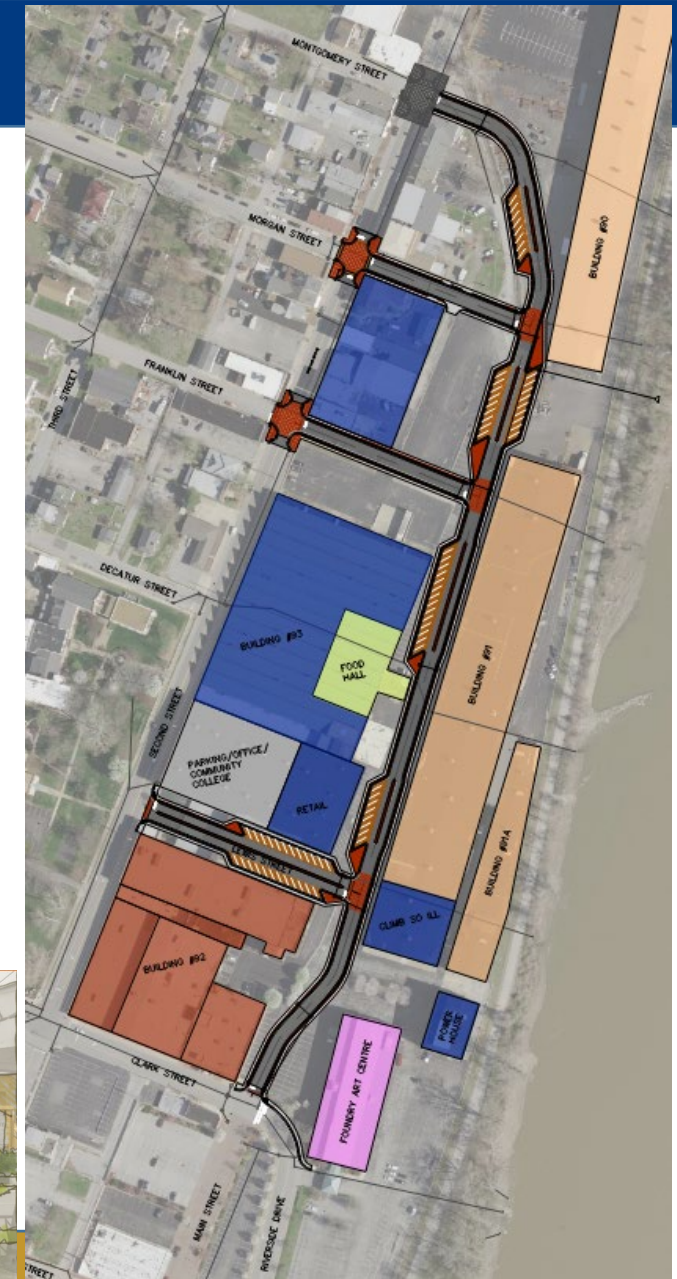 MONTGOMERY STREET
BUILDING #90
MORGAN STREET
FRANKLIN STREET
THIRD STREET
DECATUR STREET
BUILDING #93
FOOD
HALL
BUILDING #91
SECOND STREET
PARKING/OFFICE/
COMMUNITY
COLLEGE
RETAIL
LEWIS STREET
BUILDING #91A
CLIMB SO ILL
BUILDING #92
POWER
HOUSE
FOUNDRY ART CENTRE
CLARK STREET
MAIN STREET
RIVERSIDE DRIVE
STREET